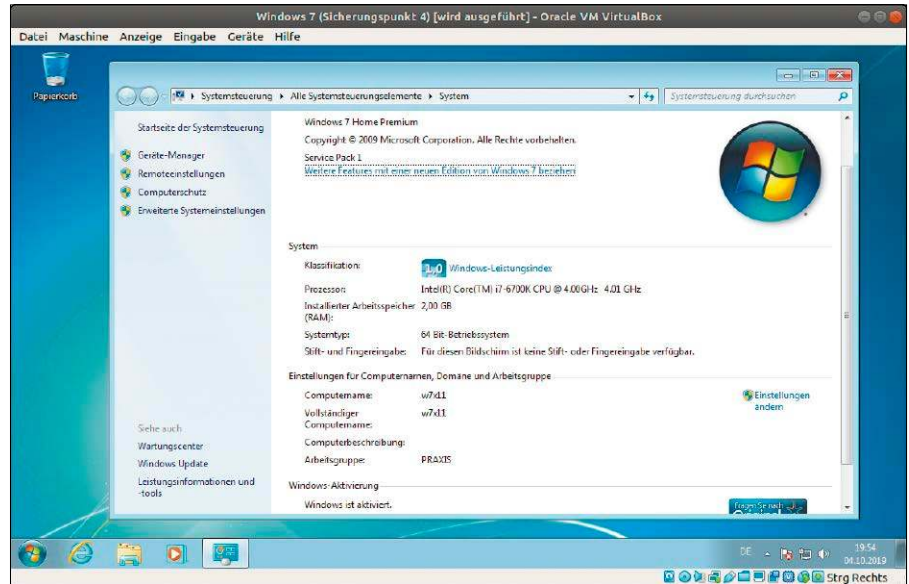 Windows 7 (Sicherungspunkt 4) [wird ausgeführt] - Oracle VM VirtualBox
Datei Maschine Anzeige Eingabe Geräte Hilfe
Papierkorb
Systemsteuerung ▸ Alle Systemsteuerungselemente ▸ System
Systemsteuerung durchsuchen
Startseite der Systemsteuerung
Geräte-Manager
Remoteeinstellungen
Computerschutz
Erweiterte Systemeinstellungen
Siehe auch
Wartungscenter
Windows Update
Leistungsinformationen und
-tools
Windows 7 Home Premium
Copyright © 2009 Microsoft Corporation. Alle Rechte vorbehalten.
Service Pack 1
Weitere Features mit einer neuen Edition von Windows 7 beziehen
System
Klassifikation: 1,0 Windows-Leistungsindex
Prozessor: Intel(R) Core(TM) i7-6700K CPU @ 4.00GHz 4.01 GHz
Installierter Arbeitsspeicher 2,00 GB
(RAM):
Systemtyp: 64 Bit-Betriebssystem
Stift- und Fingereingabe: Für diesen Bildschirm ist keine Stift- oder Fingereingabe verfügbar.
Einstellungen für Computernamen, Domäne und Arbeitsgruppe
Computername: w7x11
Einstellungen
ändern
Vollständiger w7x11
Computername:
Computerbeschreibung:
Arbeitsgruppe: PRAXIS
Windows-Aktivierung
Windows ist aktiviert.
Fragen Sie nach
DE
19:54
04.10.2019
Strg Rechts